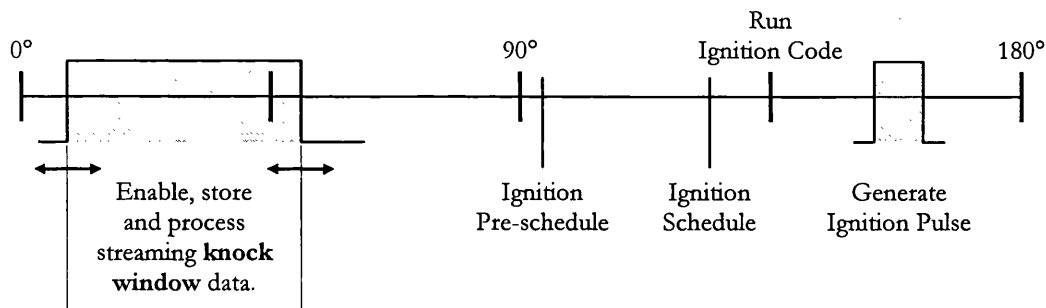 Run
0° 90° Ignition Code 180°
Enable, store
and process
streaming knock
window data.
Ignition
Pre-schedule
Ignition
Schedule
Generate
Ignition Pulse